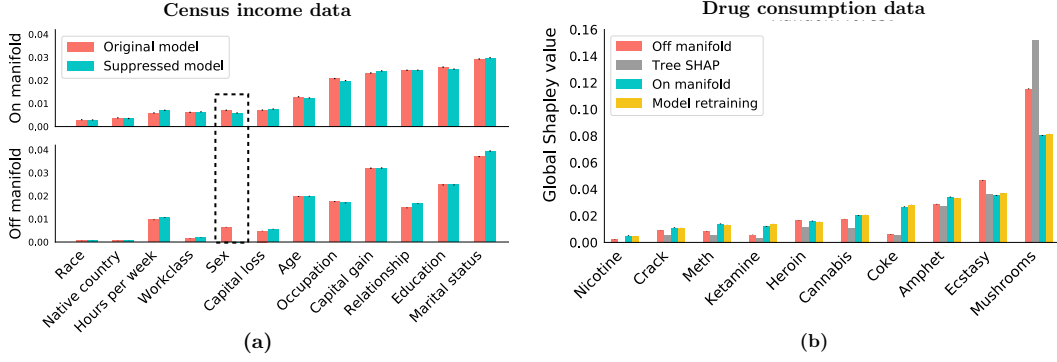 Census income data
On manifold
0.04
0.03
0.02
0.01
0.00
Original model
Suppressed model
Off manifold
0.04
0.03
0.02
0.01
0.00
Race
Native country
Hours per week
Workclass
Sex
Capital loss
Age
Occupation
Capital gain
Relationship
Education
Marital status
(a)
Drug consumption data
Global Shapley value
0.16
0.14
0.12
0.10
0.08
0.06
0.04
0.02
0.00
Off manifold
Tree SHAP
On manifold
Model retraining
Nicotine
Crack
Meth
Ketamine
Heroin
Cannabis
Coke
Amphet
Ecstasy
Mushrooms
(b)